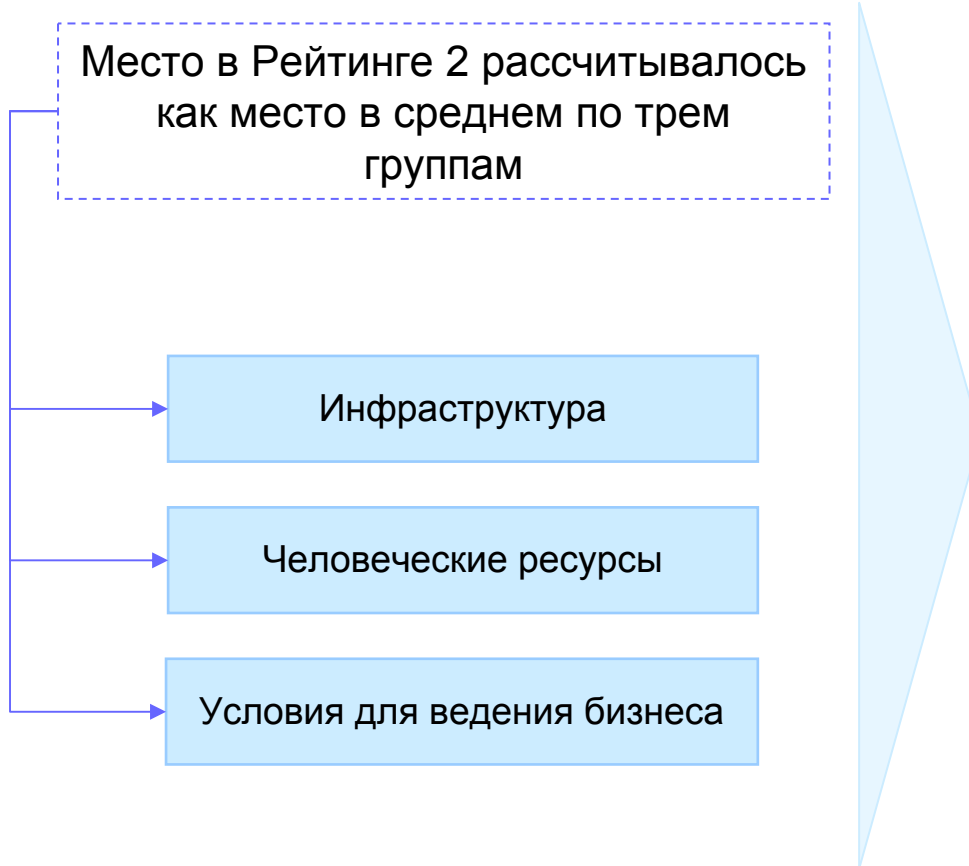 Место в Рейтинге 2 рассчитывалось
как место в среднем по трем
группам
Инфраструктура
Человеческие ресурсы
Условия для ведения бизнеса